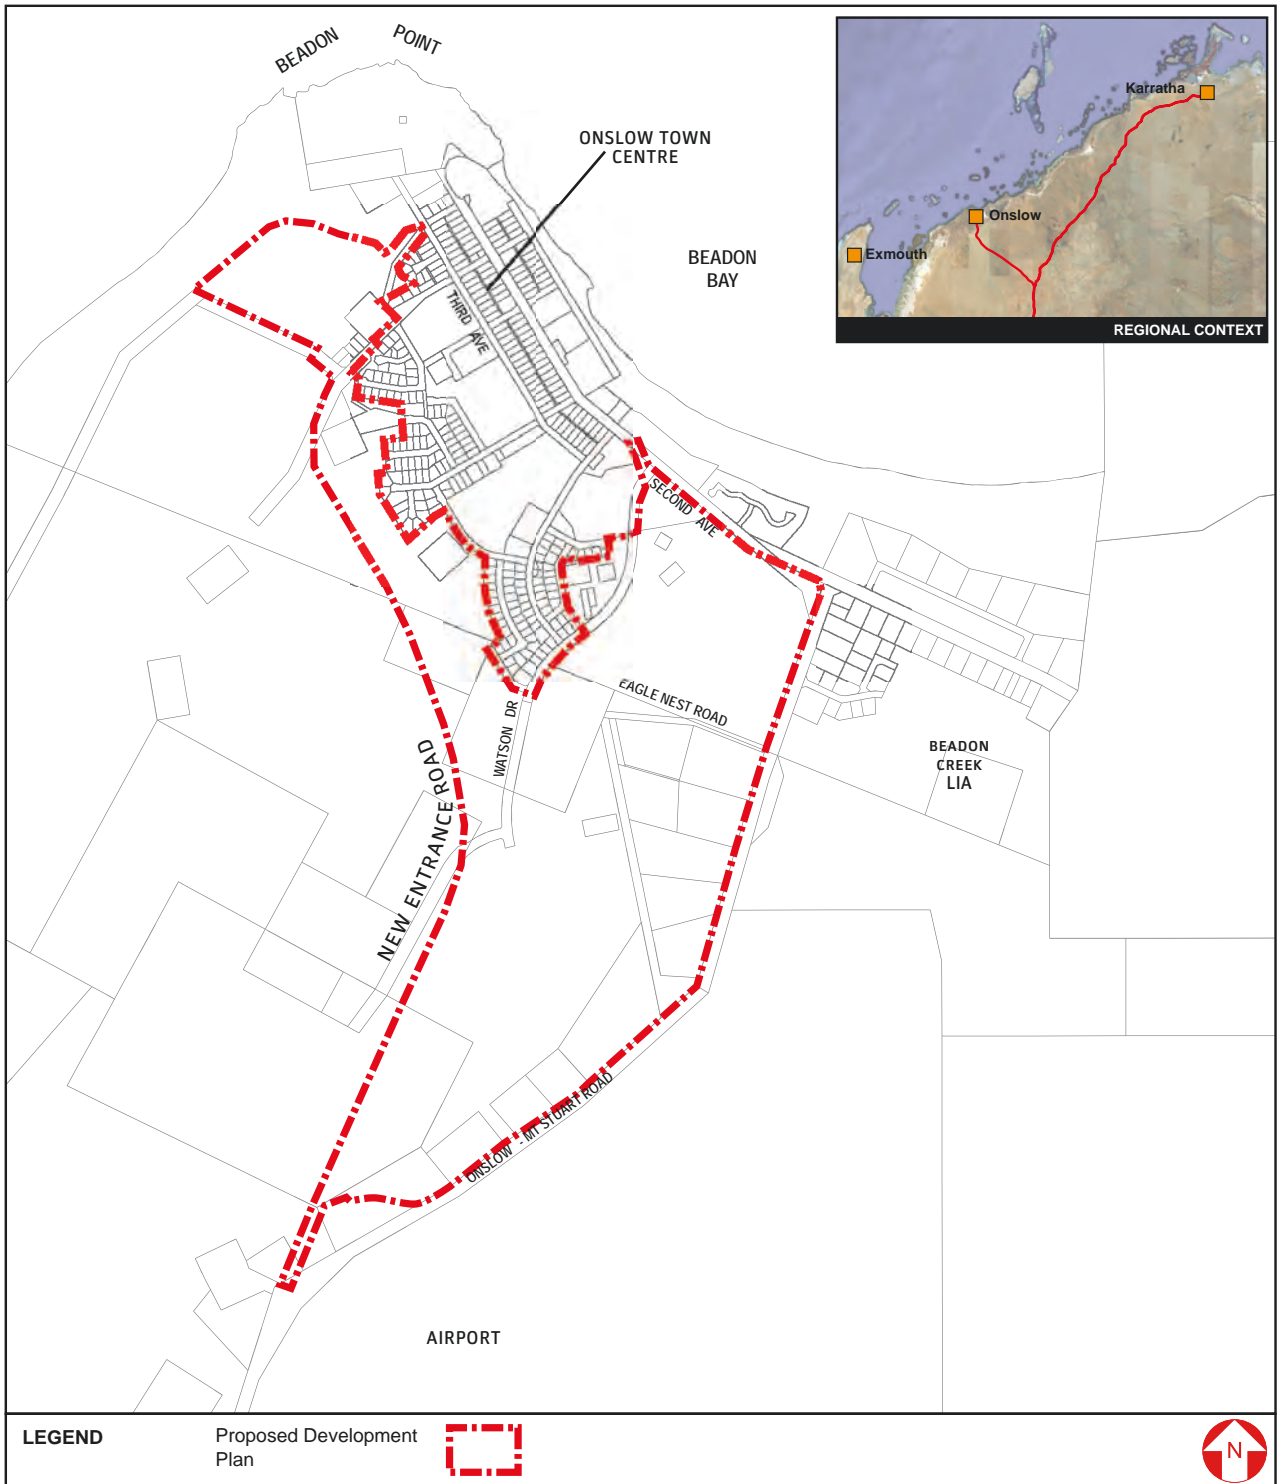 BEADON
POINT
Karratha
Onslow
Exmouth
REGIONAL CONTEXT
ONSLOW TOWN
CENTRE
BEADON
BAY
THIRD AVE
SECOND AVE
EAGLE NEST ROAD
WATSON DR
NEW ENTRANCE ROAD
BEADON
CREEK
LIA
ONSLOW - MT STUART ROAD
AIRPORT
LEGEND
Proposed Development
Plan
N